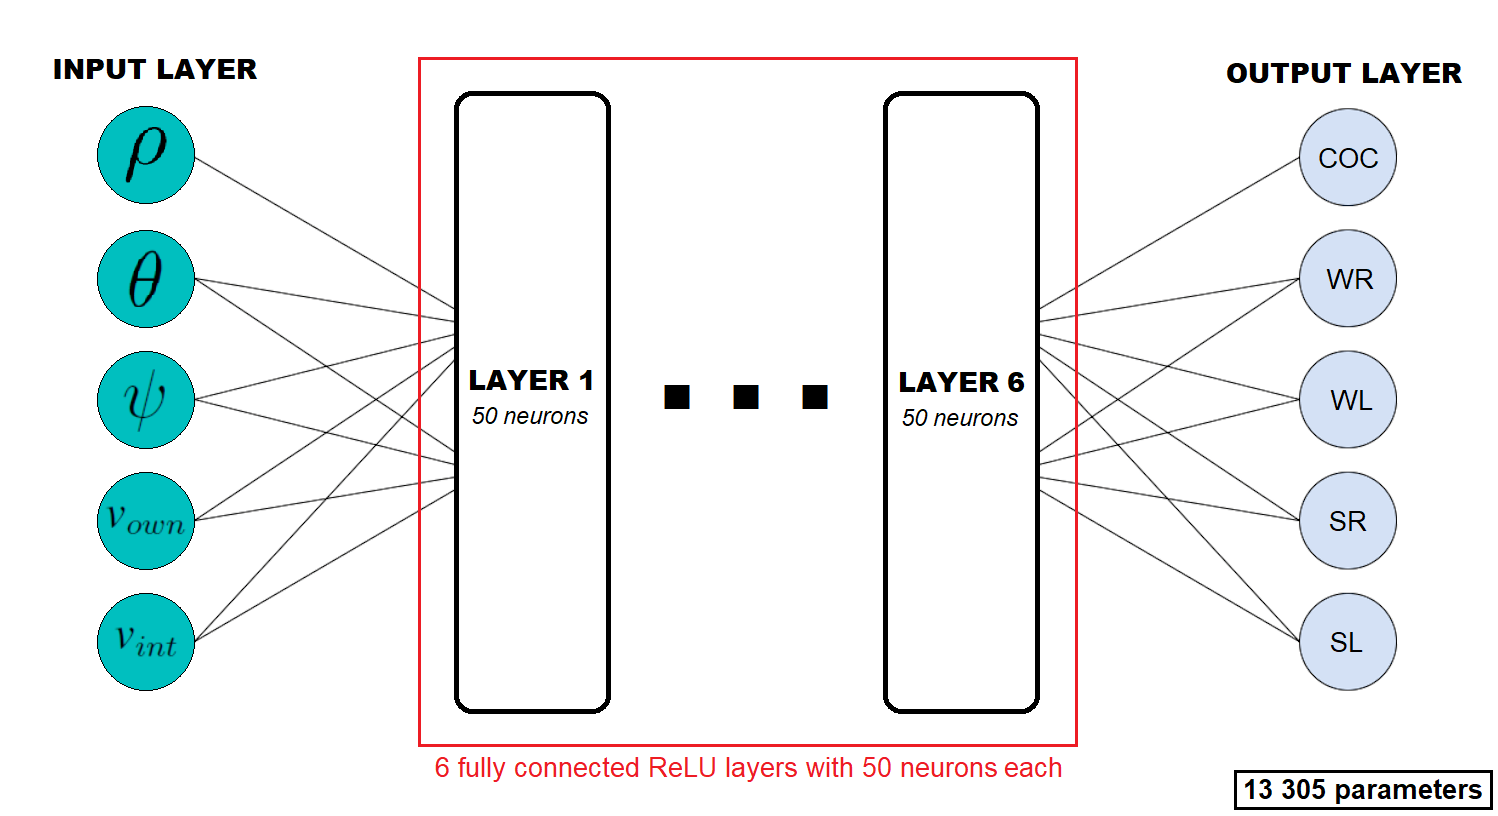 INPUT LAYER
ρ
θ
ψ
v_own
v_int
LAYER 1
50 neurons
LAYER 6
50 neurons
6 fully connected ReLU layers with 50 neurons each
OUTPUT LAYER
COC
WR
WL
SR
SL
13 305 parameters